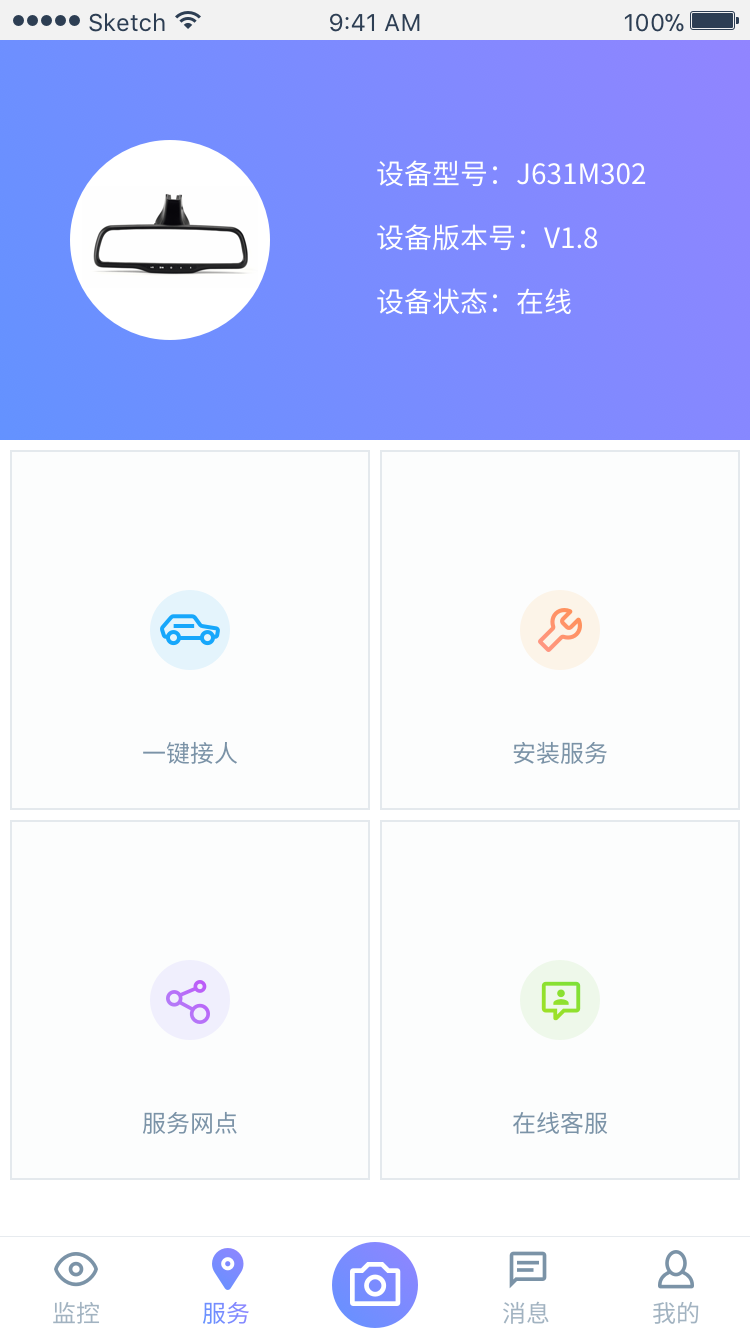 Sketch 9:41 AM 100%
设备型号：J631M302
设备版本号：V1.8
设备状态：在线
一键接人 安装服务
服务网点 在线客服
监控 服务 消息 我的